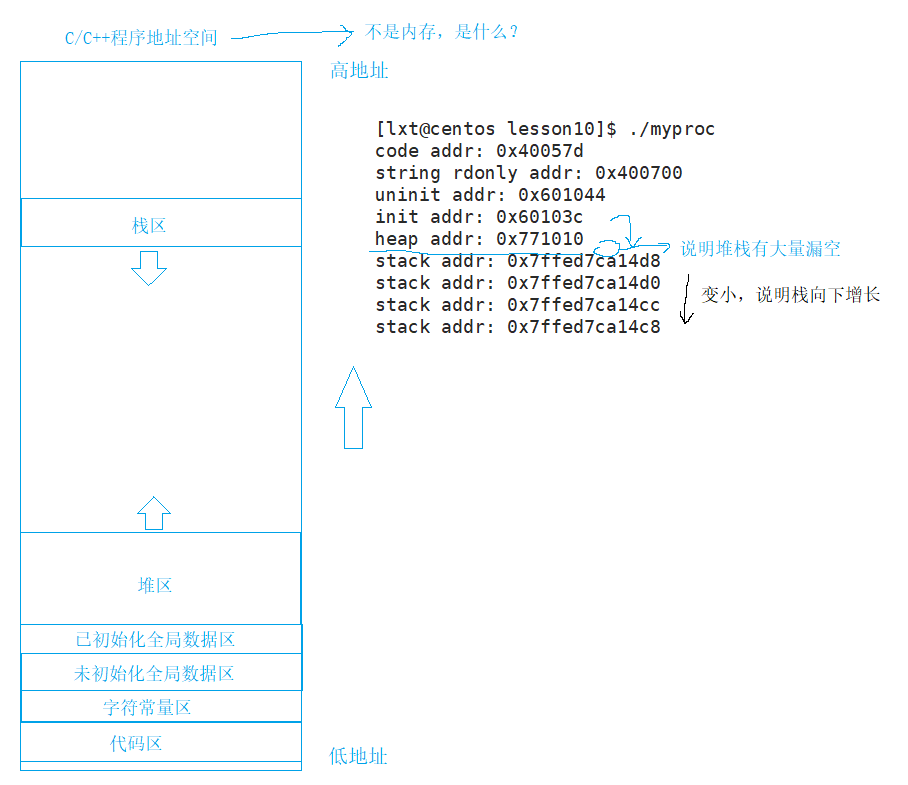 C/C++程序地址空间
不是内存，是什么？
高地址
[lxt@centos lesson10]$ ./myproc
code addr: 0x40057d
string rdonly addr: 0x400700
uninit addr: 0x601044
init addr: 0x60103c
heap addr: 0x771010
stack addr: 0x7ffed7ca14d8
stack addr: 0x7ffed7ca14d0
stack addr: 0x7ffed7ca14cc
stack addr: 0x7ffed7ca14c8
说明堆栈有大量漏空
变小，说明栈向下增长
栈区
堆区
已初始化全局数据区
未初始化全局数据区
字符常量区
代码区
低地址